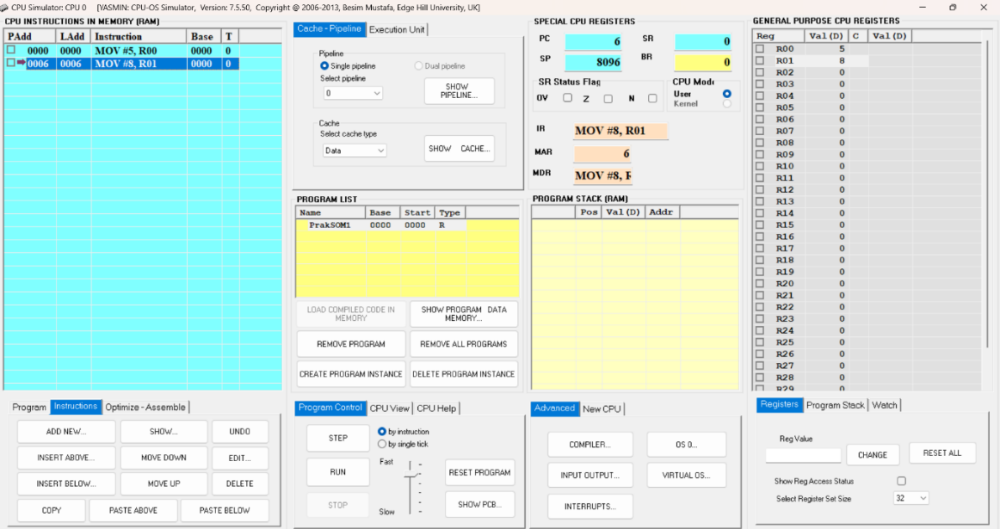 CPU Simulator: CPU 0 [YASMIN: CPU-OS Simulator, Version: 7.5.50, Copyright @ 2006-2013, Besim Mustafa, Edge Hill University, UK]
CPU INSTRUCTIONS IN MEMORY (RAM)
PAdd LAdd Instruction Base T
0000 0000 MOV #5, R00 0000 0
0006 0006 MOV #8, R01 0000 0
Program Instructions Optimize - Assemble
ADD NEW... SHOW... UNDO
INSERT ABOVE... MOVE DOWN EDIT...
INSERT BELOW... MOVE UP DELETE
COPY PASTE ABOVE PASTE BELOW
Cache - Pipeline Execution Unit
Pipeline
Single pipeline Dual pipeline
Select pipeline
0
SHOW
PIPELINE...
Cache
Select cache type
Data
SHOW CACHE...
PROGRAM LIST
Name Base Start Type
PrakSOM1 0000 0000 R
LOAD COMPILED CODE IN
MEMORY
SHOW PROGRAM DATA
MEMORY...
REMOVE PROGRAM REMOVE ALL PROGRAMS
CREATE PROGRAM INSTANCE DELETE PROGRAM INSTANCE
Program Control CPU View CPU Help
STEP
by instruction
by single tick
RUN
Fast
RESET PROGRAM
STOP
Slow
SHOW PCB...
SPECIAL CPU REGISTERS
PC 6 SR 0
SP 8096 BR 0
SR Status Flag
OV Z N
CPU Mode
User
Kernel
IR MOV #8, R01
MAR 6
MDR MOV #8, F
PROGRAM STACK (RAM)
Pos Val(D) Addr
Advanced New CPU
COMPILER... OS 0...
INPUT OUTPUT... VIRTUAL OS...
INTERRUPTS...
GENERAL PURPOSE CPU REGISTERS
Reg Val(D) C Val(D)
R00 5
R01 8
R02 0
R03 0
R04 0
R05 0
R06 0
R07 0
R08 0
R09 0
R10 0
R11 0
R12 0
R13 0
R14 0
R15 0
R16 0
R17 0
R18 0
R19 0
R20 0
R21 0
R22 0
R23 0
R24 0
R25 0
R26 0
R27 0
R28 0
R29 0
Registers Program Stack Watch
Reg Value
CHANGE RESET ALL
Show Reg Access Status
Select Register Set Size 32